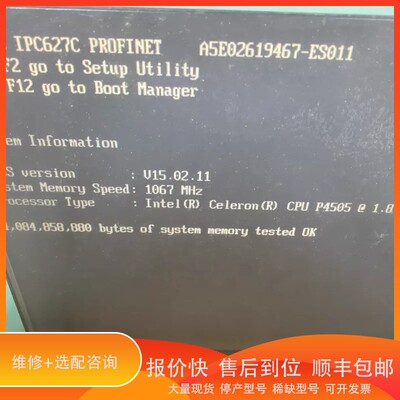 IPC627C PROFINET A5E02619467-ES011
F2 go to Setup Utility
F12 go to Boot Manager
em Information
S version : V15.02.11
stem Memory Speed: 1067 MHz
ocessor Type : Intel(R) Celeron(R) CPU P4505 @ 1.8
,084,858,880 bytes of system memory tested OK
维修+选配咨询
报价快 售后到位 顺丰包邮
大量现货 停产型号 稀缺型号 可开发票